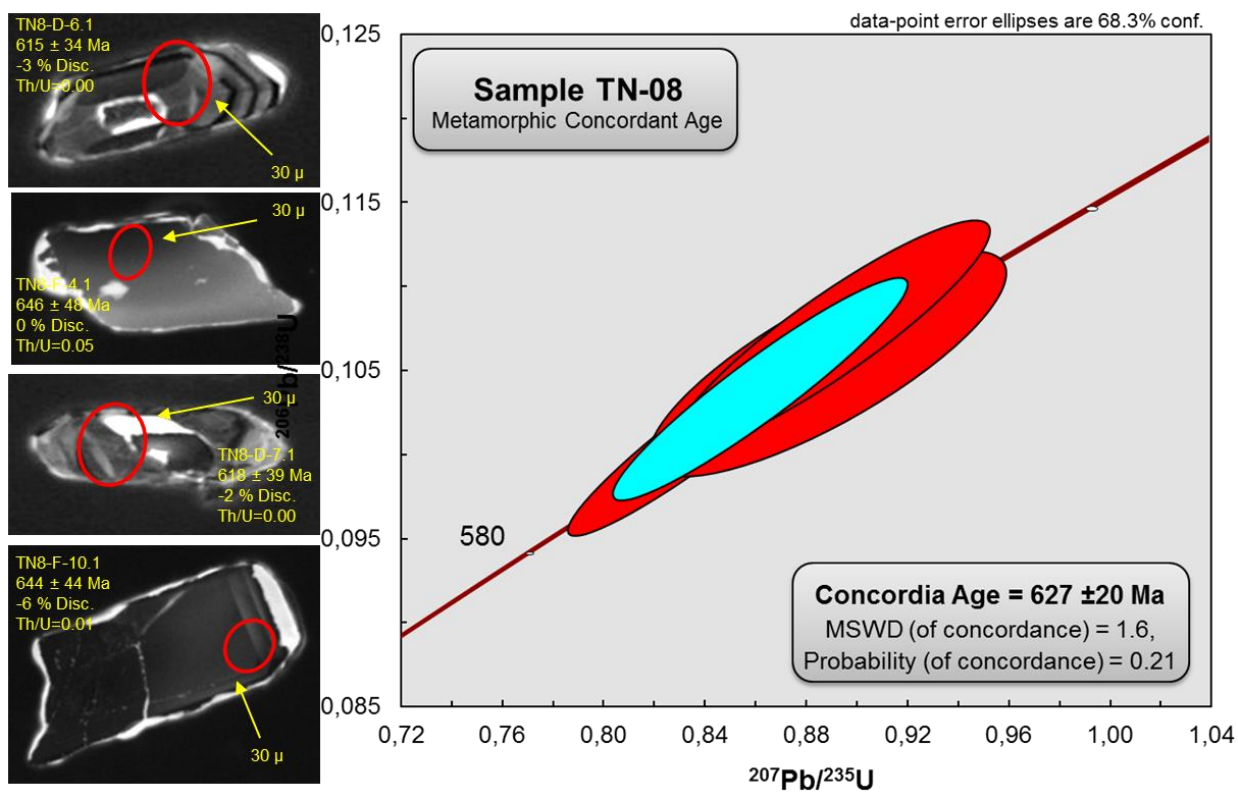 TN8-D-6.1
615 ± 34 Ma
-3 % Disc.
Th/U=0.00
30 µ
30 µ
TN8-F-4.1
646 ± 48 Ma
0 % Disc.
Th/U=0.05
30 µ
TN8-D-7.1
618 ± 39 Ma
-2 % Disc.
Th/U=0.00
TN8-F-10.1
644 ± 44 Ma
-6 % Disc.
Th/U=0.01
30 µ
data-point error ellipses are 68.3% conf.
Sample TN-08
Metamorphic Concordant Age
0,125
0,115
0,105
0,095
0,085
²⁰⁶Pb/²³⁸U
580
Concordia Age = 627 ±20 Ma
MSWD (of concordance) = 1.6,
Probability (of concordance) = 0.21
0,72 0,76 0,80 0,84 0,88 0,92 0,96 1,00 1,04
²⁰⁷Pb/²³⁵U